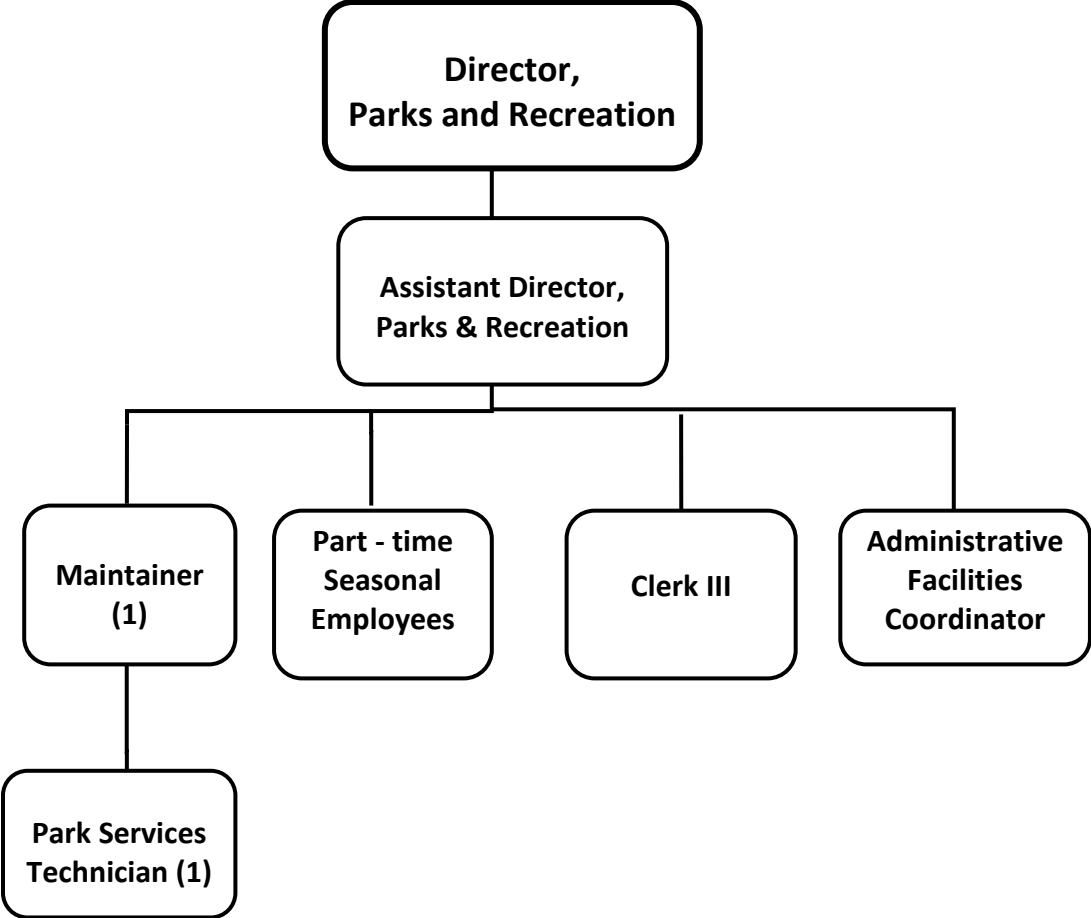 Director,
Parks and Recreation
Assistant Director,
Parks & Recreation
Maintainer
(1)
Part - time
Seasonal
Employees
Clerk III
Administrative
Facilities
Coordinator
Park Services
Technician (1)